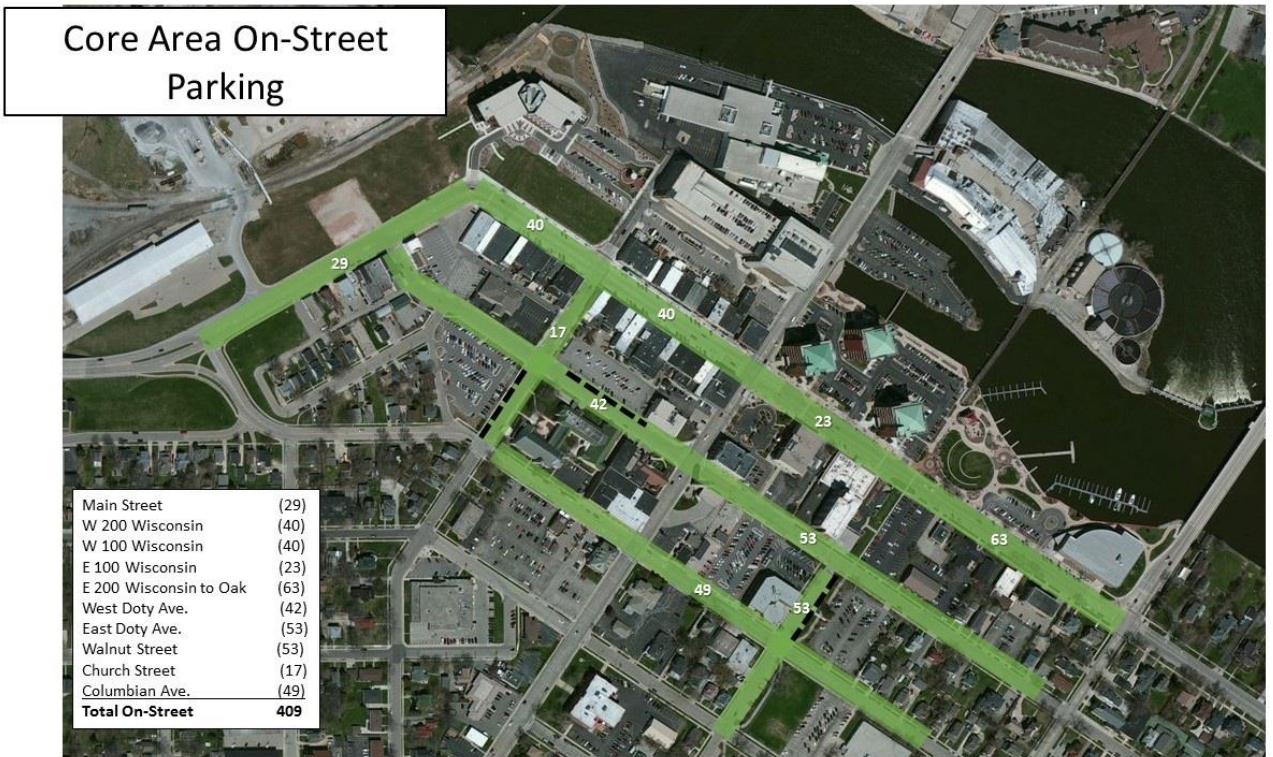 Core Area On-Street
Parking
40
29
40
17
42
23
53
63
49
53
Main Street (29)
W 200 Wisconsin (40)
W 100 Wisconsin (40)
E 100 Wisconsin (23)
E 200 Wisconsin to Oak (63)
West Doty Ave. (42)
East Doty Ave. (53)
Walnut Street (53)
Church Street (17)
Columbian Ave. (49)
Total On-Street 409